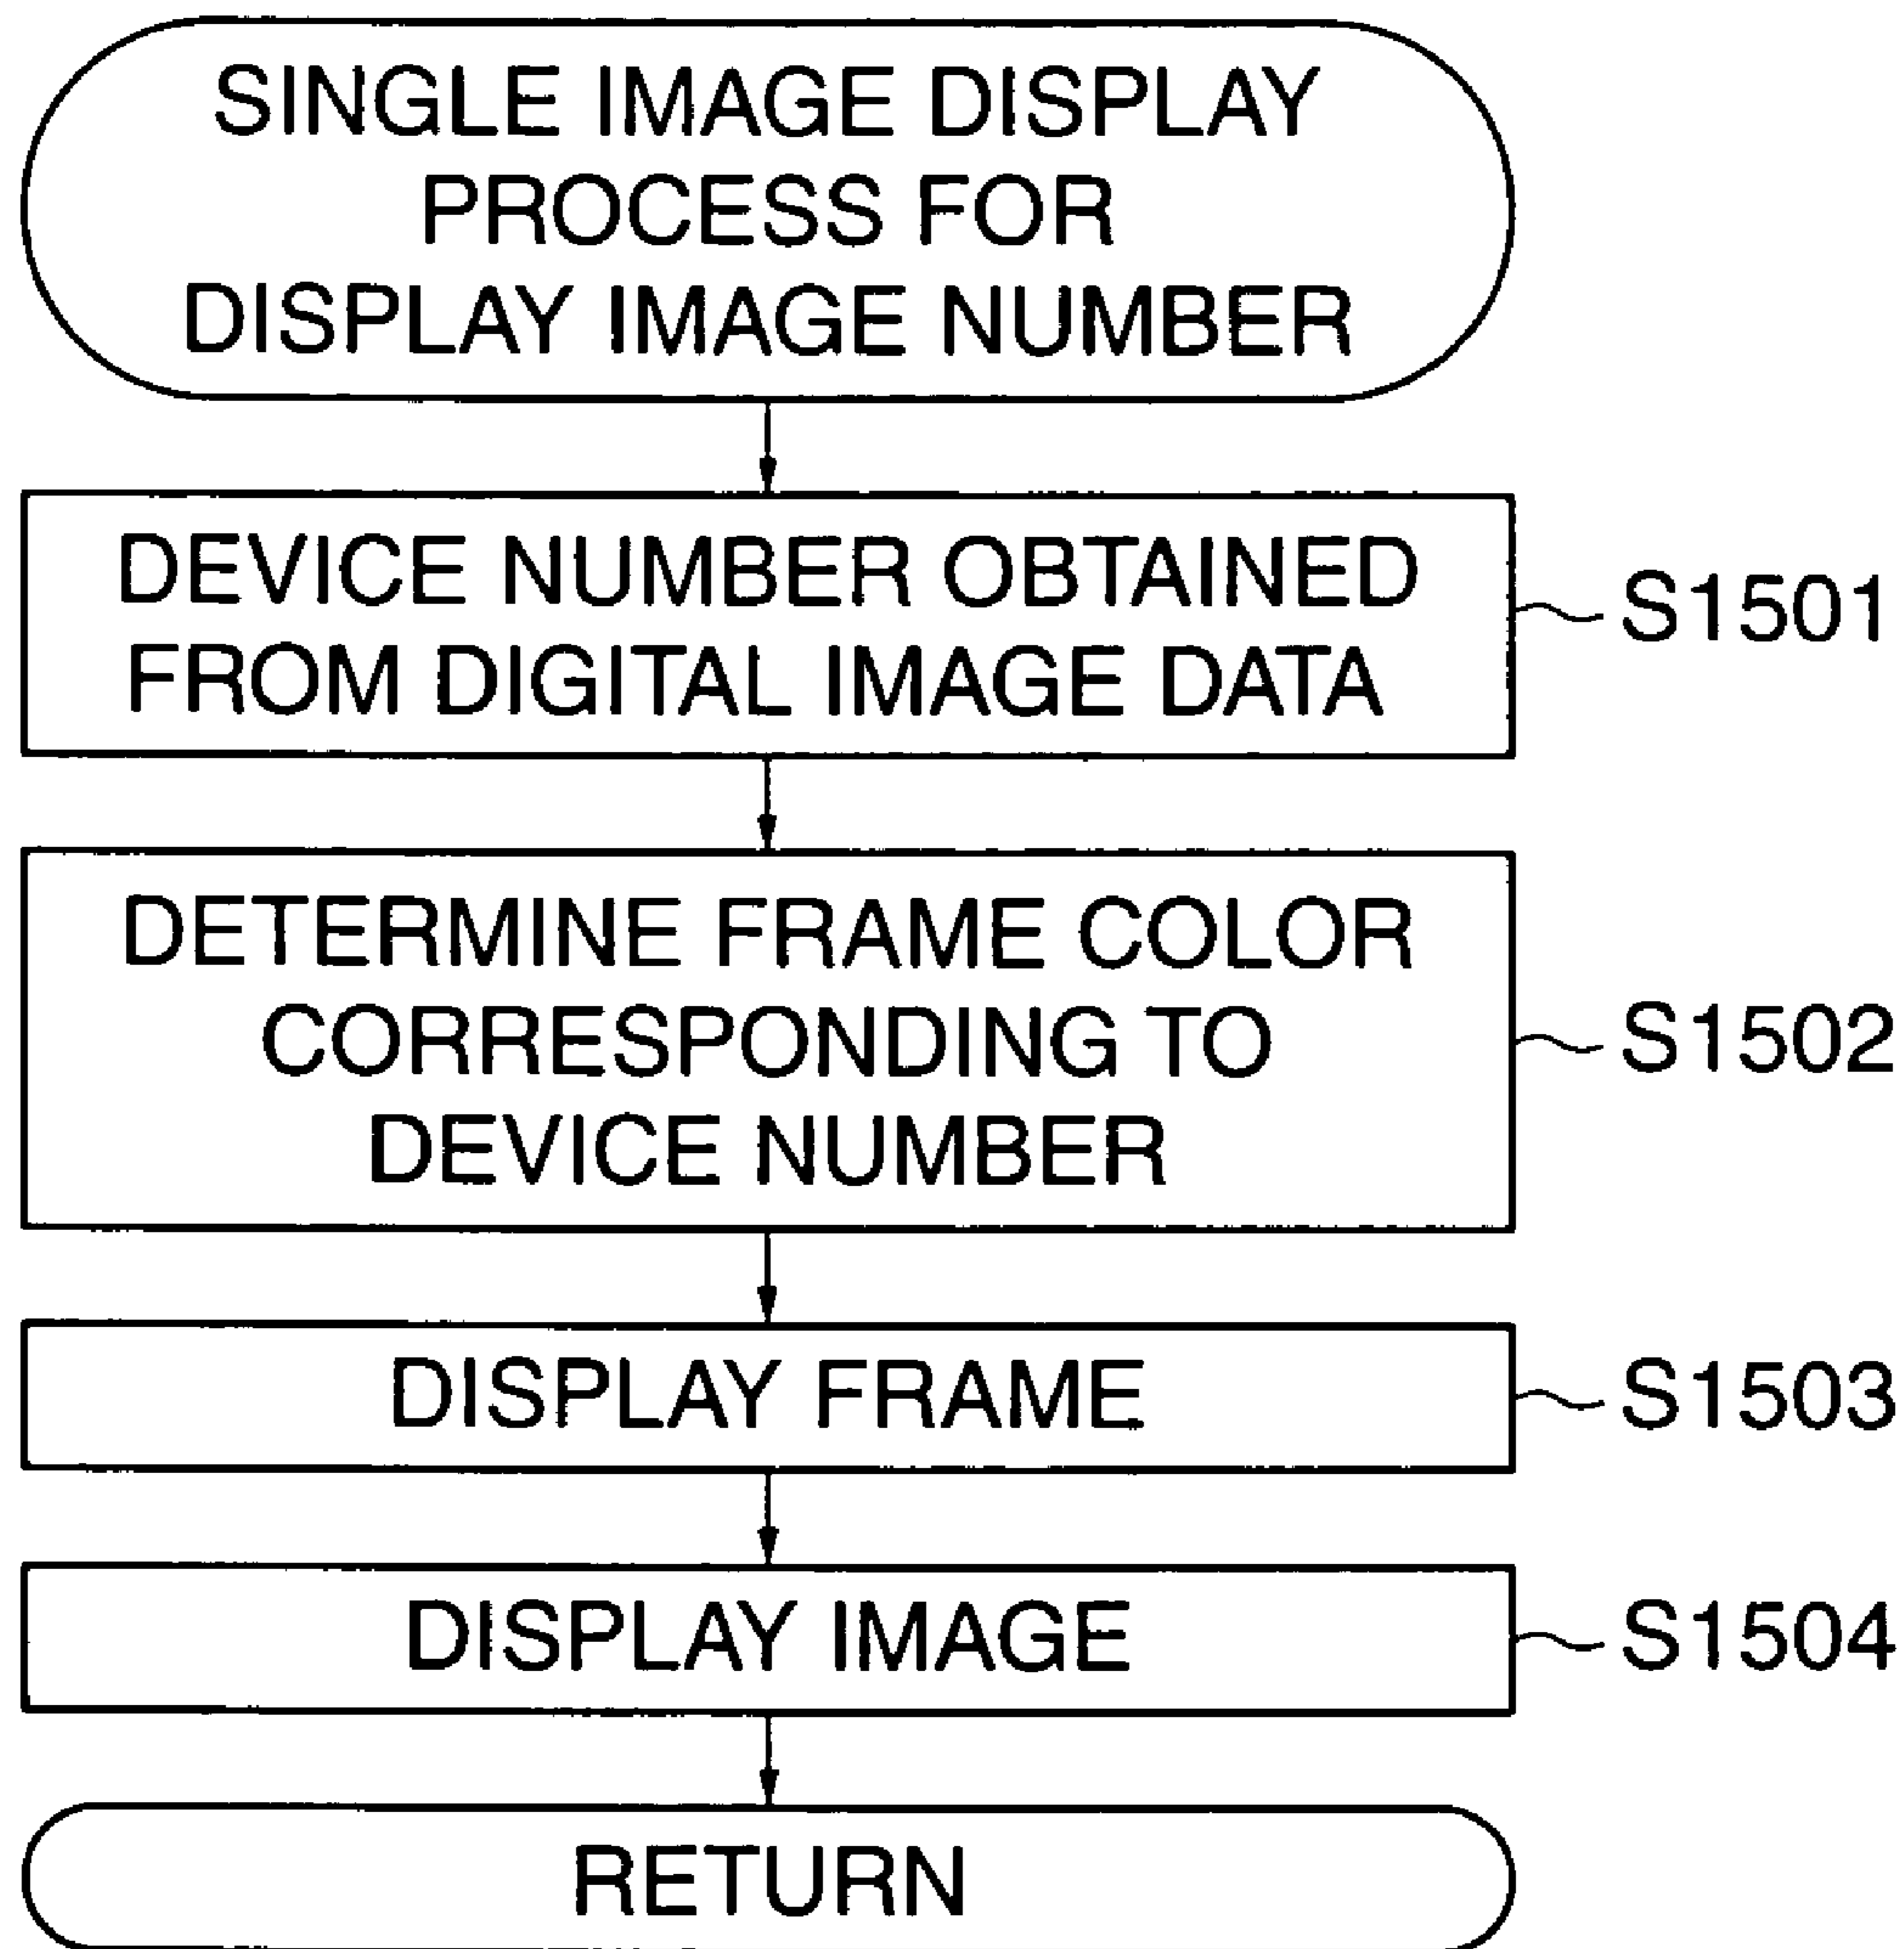 SINGLE IMAGE DISPLAY
PROCESS FOR
DISPLAY IMAGE NUMBER
DEVICE NUMBER OBTAINED
FROM DIGITAL IMAGE DATA
S1501
DETERMINE FRAME COLOR
CORRESPONDING TO
DEVICE NUMBER
S1502
DISPLAY FRAME
S1503
DISPLAY IMAGE
S1504
RETURN